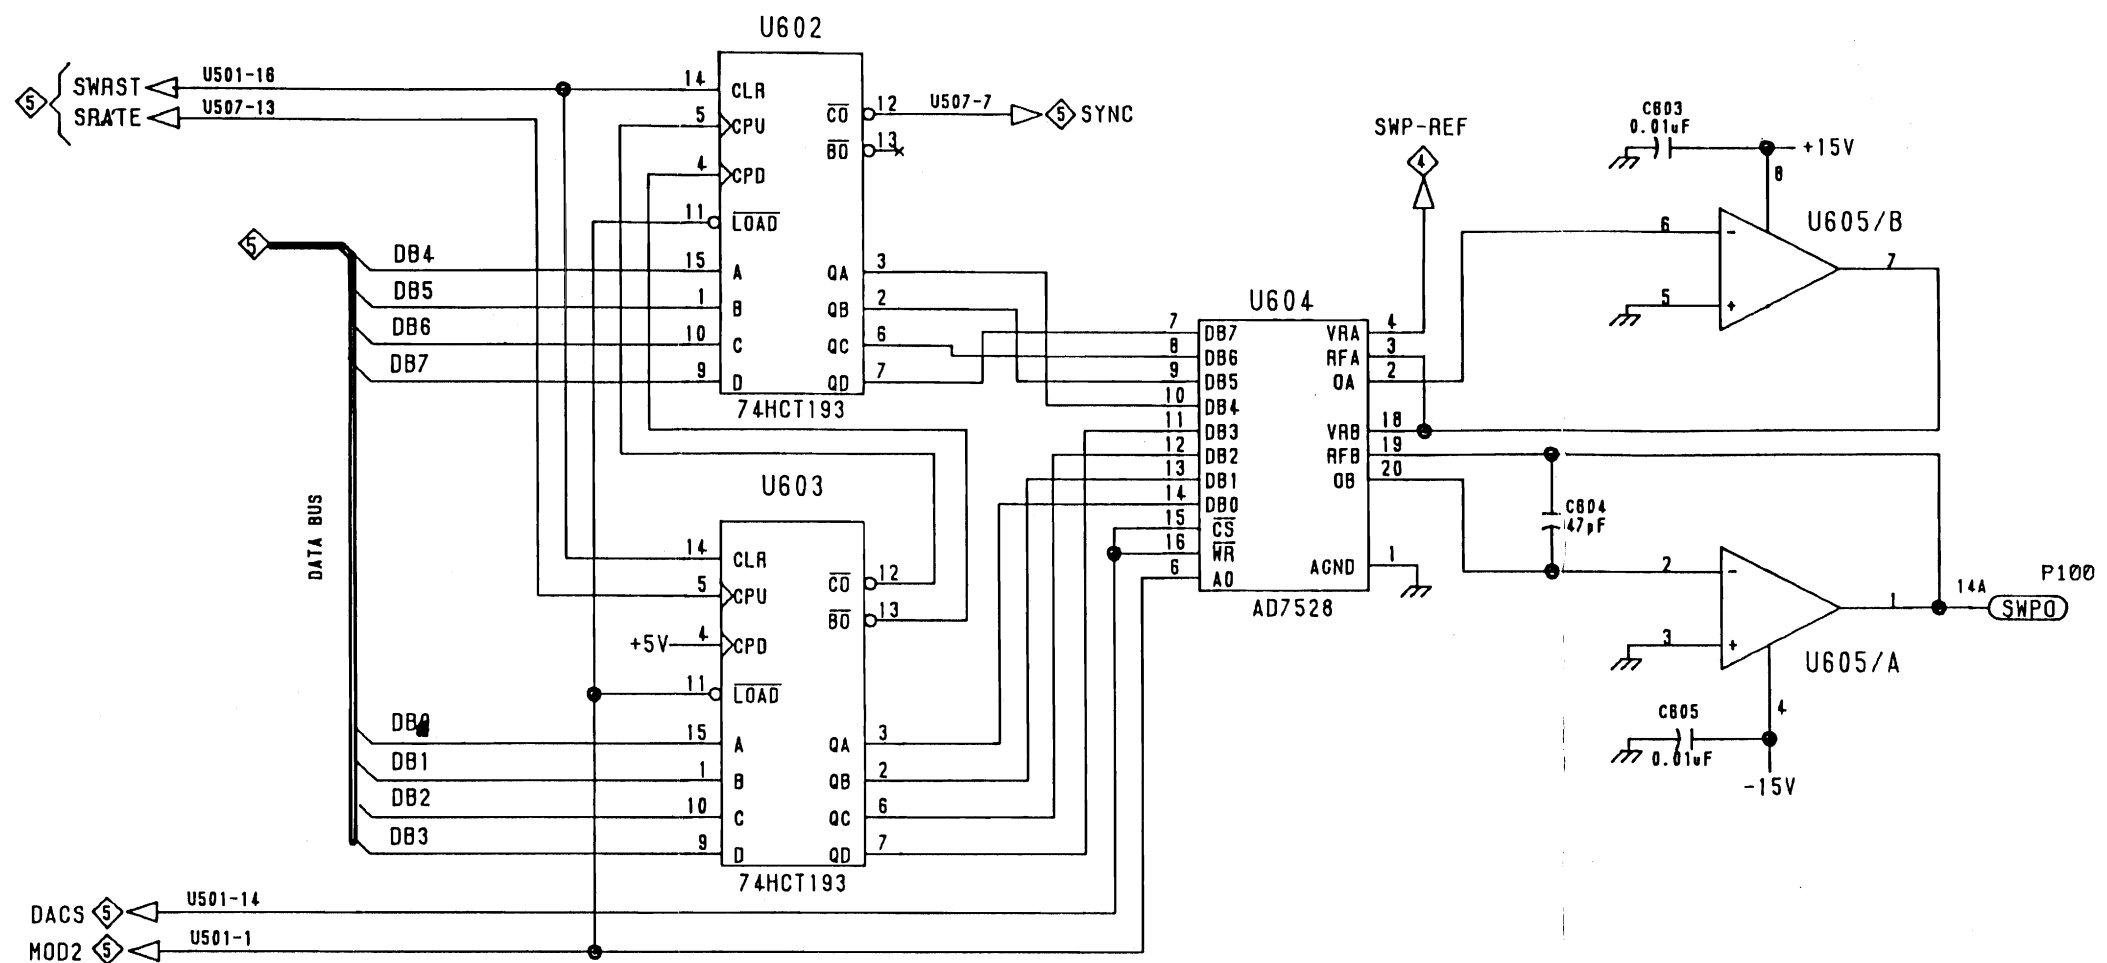 U602
5
SWRST
U501-16
SRATE
U507-13
14
CLR
5
CPU
4
CPD
11
LOAD
15
A
1
B
10
C
9
D
CO
12
U507-7
5
SYNC
BO
13
QA
3
QB
2
QC
6
QD
7
74HCT193
5
DB4
DB5
DB6
DB7
DATA BUS
U603
14
CLR
5
CPU
+5V
4
CPD
11
LOAD
15
A
1
B
10
C
9
D
CO
12
BO
13
QA
3
QB
2
QC
6
QD
7
74HCT193
DB0
DB1
DB2
DB3
DACS
5
U501-14
MOD2
5
U501-1
U604
7
DB7
8
DB6
9
DB5
10
DB4
11
DB3
12
DB2
13
DB1
14
DB0
15
CS
16
WR
6
A0
VRA
4
RFA
3
OA
2
VRB
18
RFB
19
OB
20
AGND
1
AD7528
SWP-REF
4
C603
0.01uF
+15V
8
6
-
5
+
U605/B
7
C604
47pF
2
-
3
+
U605/A
1
4
14A
P100
SWPO
C605
0.01uF
-15V